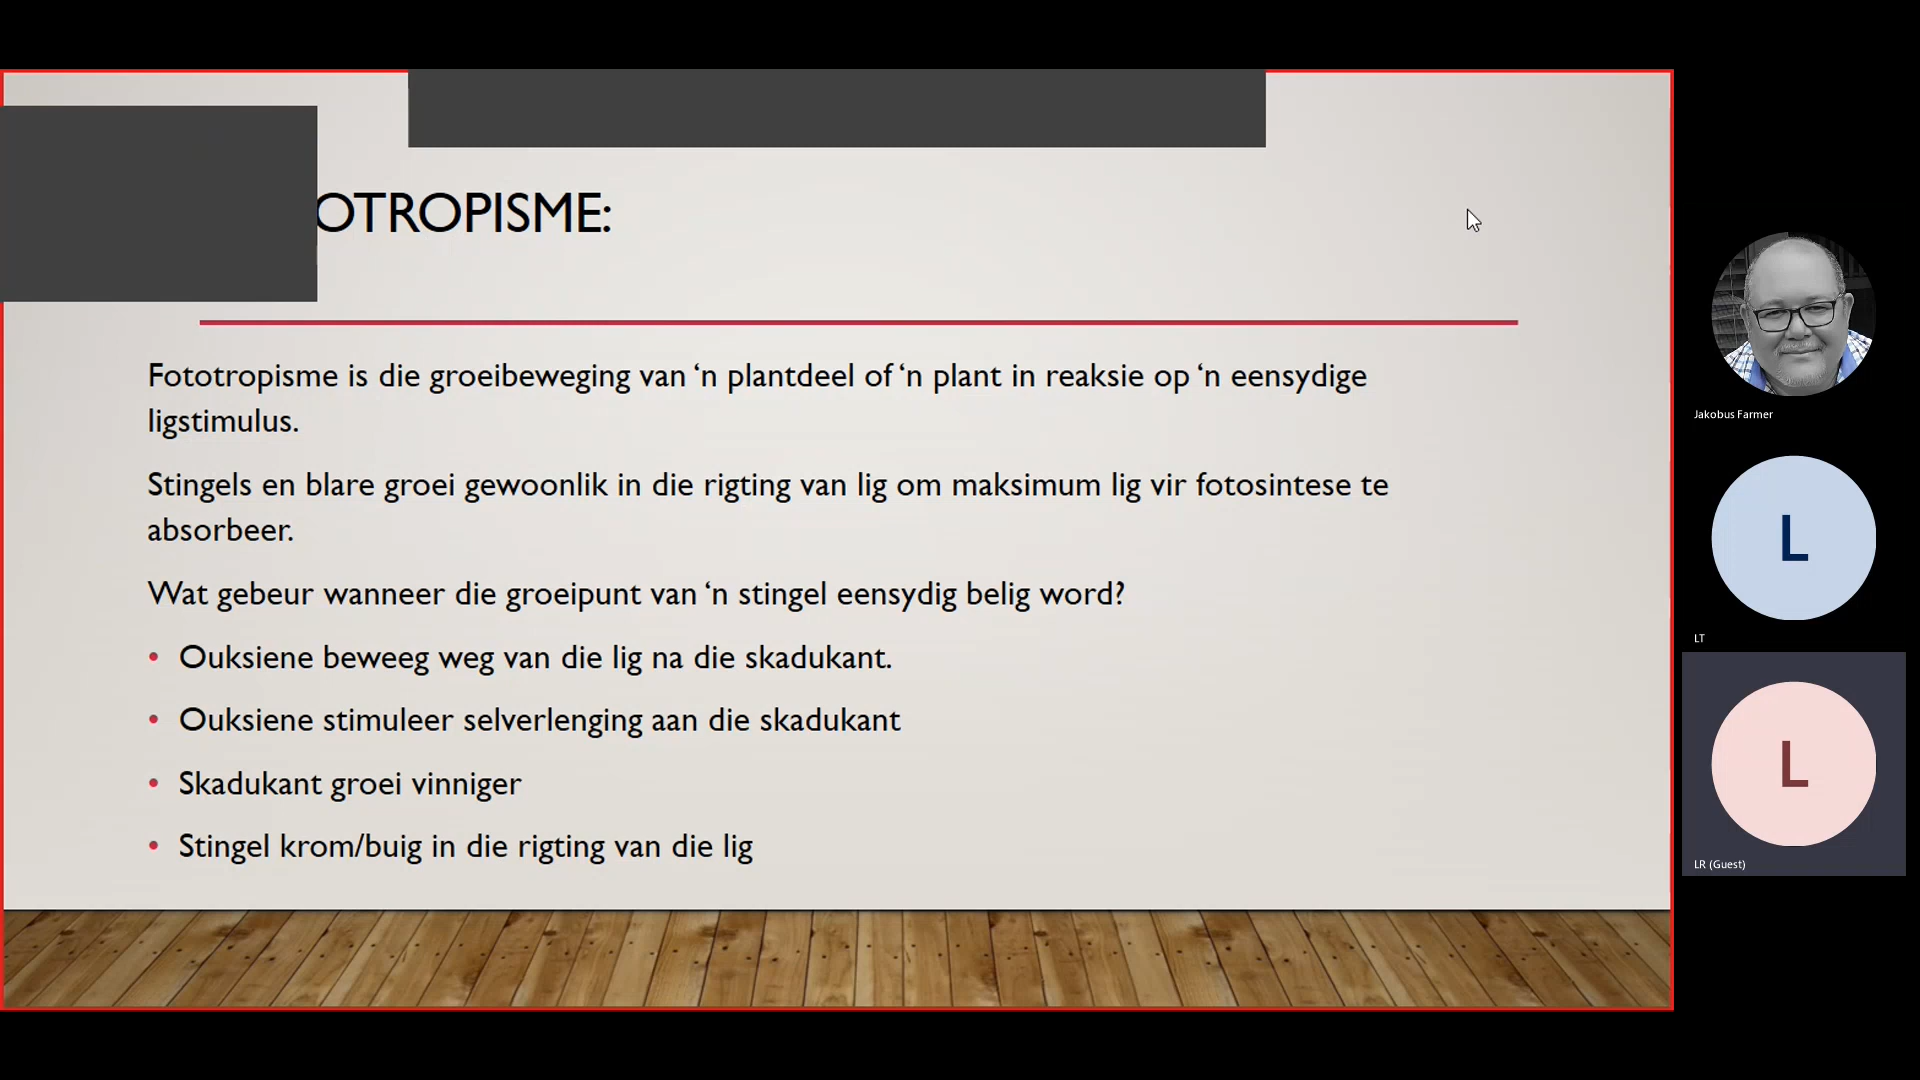 OTROPISME:
Fototropisme is die groeibeweging van ‘n plantdeel of ‘n plant in reaksie op ‘n eensydige
ligstimulus.
Stingels en blare groei gewoonlik in die rigting van lig om maksimum lig vir fotosintese te
absorbeer.
Wat gebeur wanneer die groeipunt van ‘n stingel eensydig belig word?
• Ouksiene beweeg weg van die lig na die skadukant.
• Ouksiene stimuleer selverlenging aan die skadukant
• Skadukant groei vinniger
• Stingel krom/buig in die rigting van die lig
Jakobus Farmer
L
LT
L
LR (Guest)